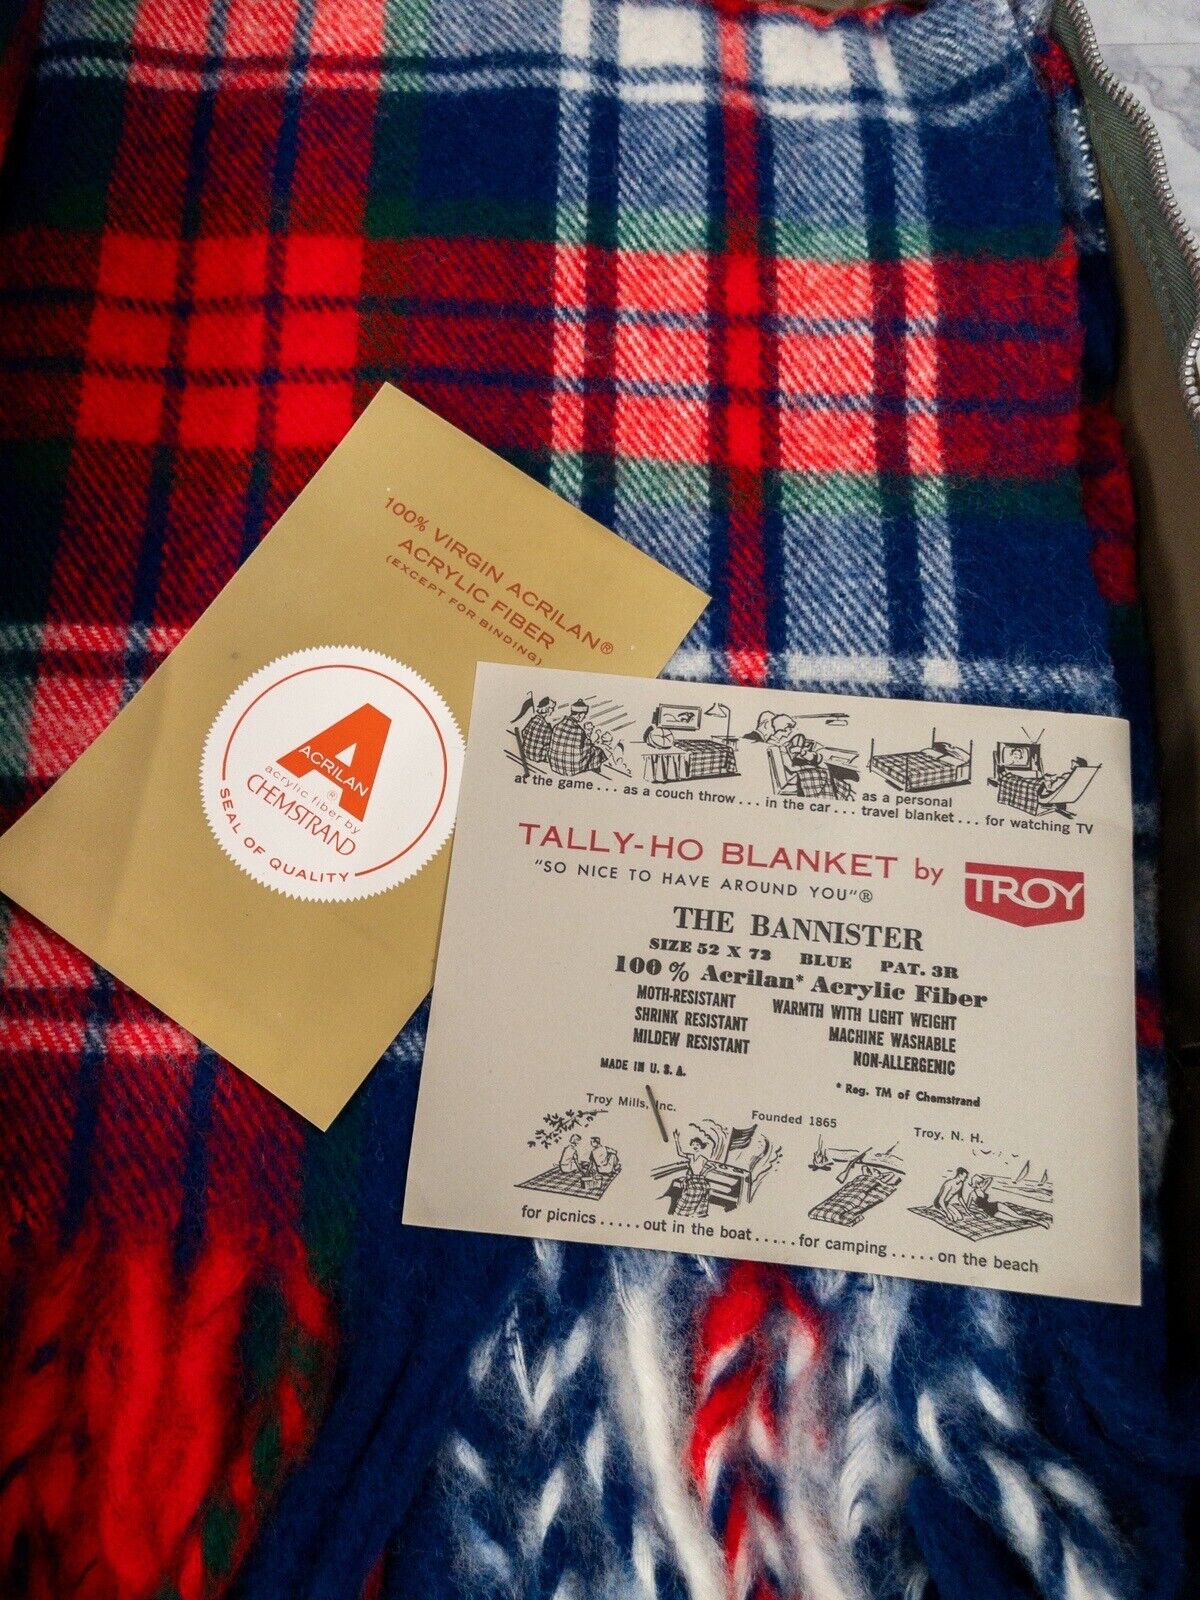 100% VIRGIN ACRILAN®
ACRYLIC FIBER
(EXCEPT FOR BINDING)
A
ACRILAN
®
acrylic fiber by
CHEMSTRAND
SEAL OF QUALITY
at the game . . . as a couch throw . . . in the car . . . as a personal travel blanket . . . for watching TV
TALLY-HO BLANKET by TROY
"SO NICE TO HAVE AROUND YOU"®
THE BANNISTER
SIZE 52 X 72 BLUE PAT. 3R
100 % Acrilan* Acrylic Fiber
MOTH-RESISTANT WARMTH WITH LIGHT WEIGHT
SHRINK RESISTANT MACHINE WASHABLE
MILDEW RESISTANT NON-ALLERGENIC
MADE IN U. S. A. * Reg. TM of Chemstrand
Troy Mills, Inc. Founded 1865 Troy, N. H.
for picnics . . . . . out in the boat . . . . . for camping . . . . . on the beach